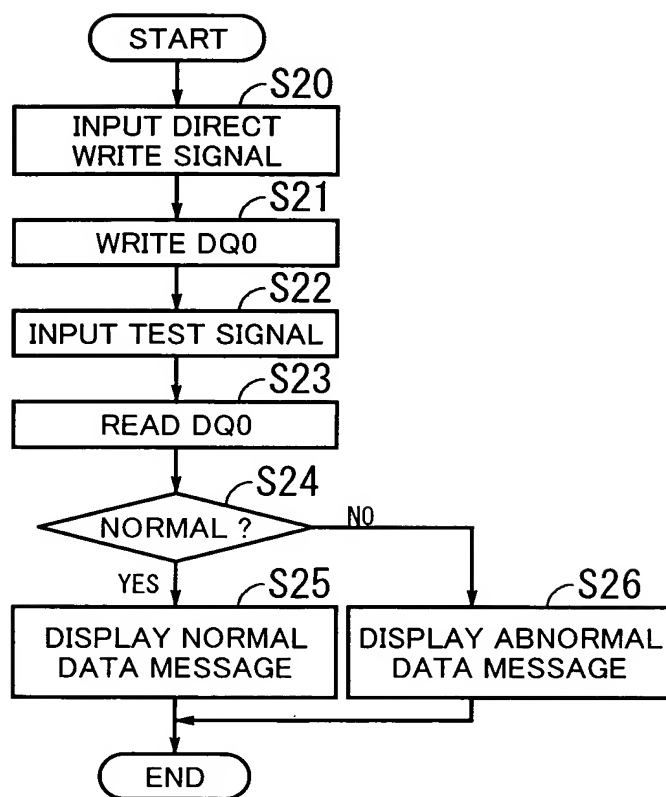 START
S20
INPUT DIRECT
WRITE SIGNAL
S21
WRITE DQ0
S22
INPUT TEST SIGNAL
S23
READ DQ0
S24
NORMAL ?
NO
YES
S25
DISPLAY NORMAL
DATA MESSAGE
S26
DISPLAY ABNORMAL
DATA MESSAGE
END